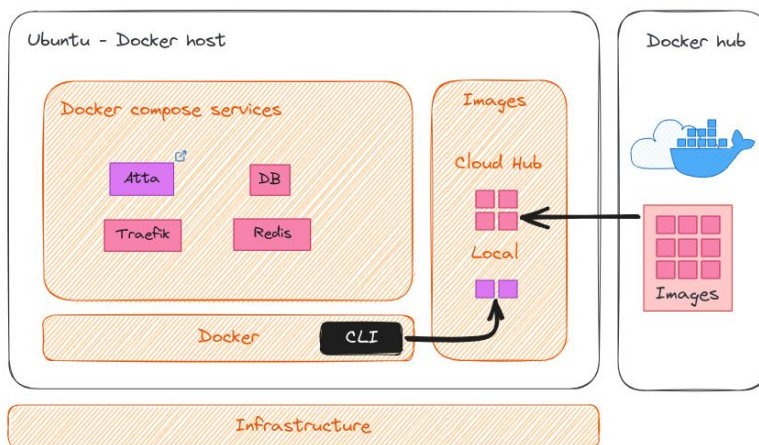 Ubuntu - Docker host
Docker hub
Docker compose services
Images
Cloud Hub
Atta
DB
Traefik
Redis
Local
Images
Docker
CLI
Infrastructure